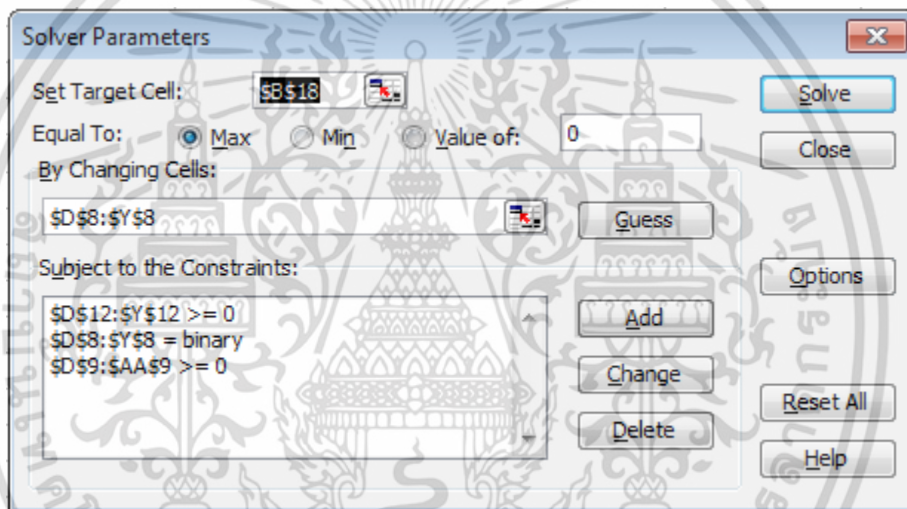 Solver Parameters
Set Target Cell: $B$18
Solve
Equal To: Max Min Value of: 0
Close
By Changing Cells:
$D$8:$Y$8
Guess
Subject to the Constraints:
Options
$D$12:$Y$12 >= 0
$D$8:$Y$8 = binary
$D$9:$AA$9 >= 0
Add
Change
Reset All
Delete
Help